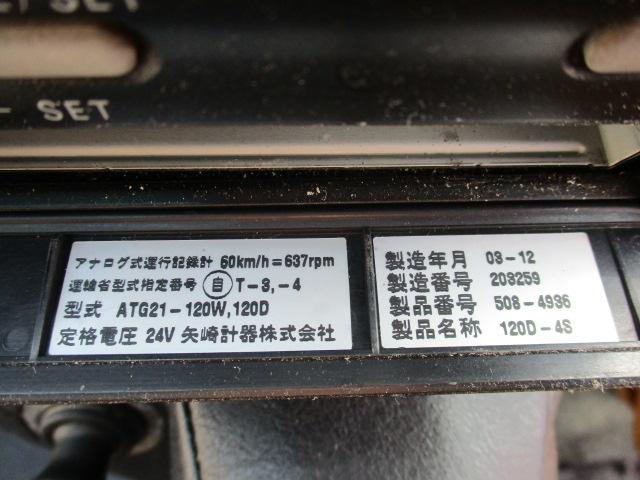 SET
- SET
アナログ式運行記録計 60km/h=637rpm
運輸省型式指定番号 自 T-3,-4
型式 ATG21-120W,120D
定格電圧 24V 矢崎計器株式会社
製造年月 03-12
製造番号 203259
製品番号 508-4936
製品名称 120D-4S